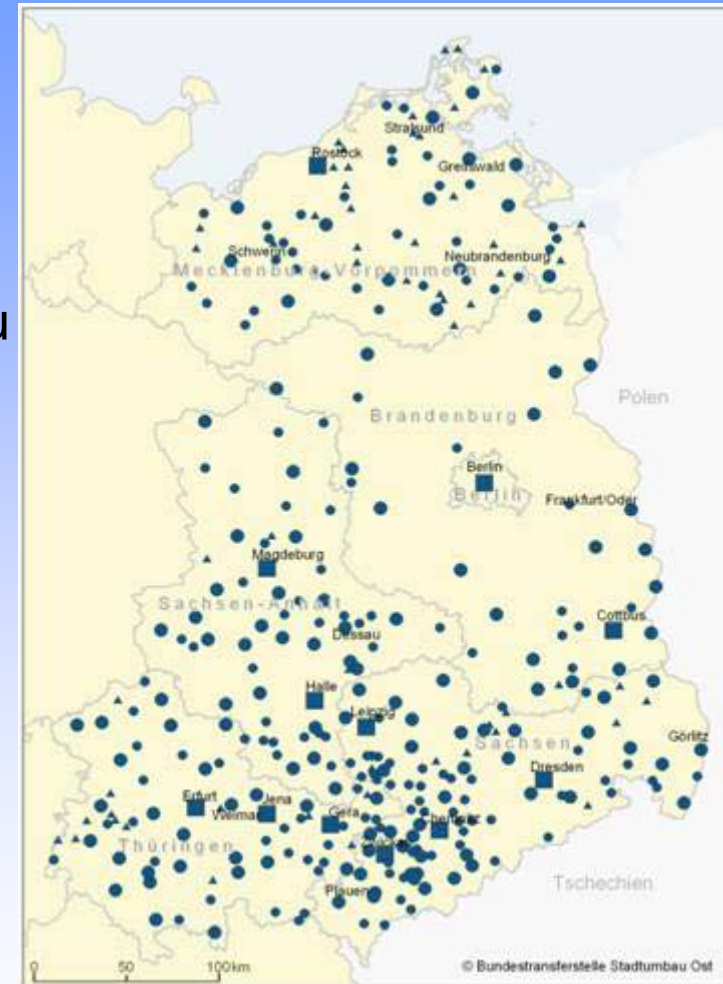 u
Stralsund
Rostock
Greifswald
Schwerin
Neubrandenburg
Mecklenburg-Vorpommern
Polen
Brandenburg
Berlin
Berlin
Frankfurt/Oder
Magdeburg
Sachsen-Anhalt
Cottbus
Dessau
Halle
Leipzig
Görlitz
Sachsen
Dresden
Erfurt
Jena
Weimar
Gera
Thüringen
Plauen
Tschechien
0 50 100km
© Bundestransferstelle Stadtumbau Ost